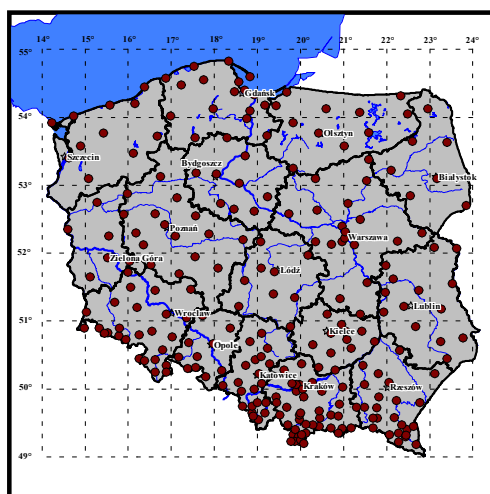 14° 15° 16° 17° 18° 19° 20° 21° 22° 23° 24°
55°
Gdańsk
54°
Olsztyn
Szczecin
Bydgoszcz
53°
Białystok
Poznań
Warszawa
52°
Zielona Góra
Łódź
Lublin
51°
Wrocław
Kielce
Opole
Katowice
50°
Kraków
Rzeszów
49°